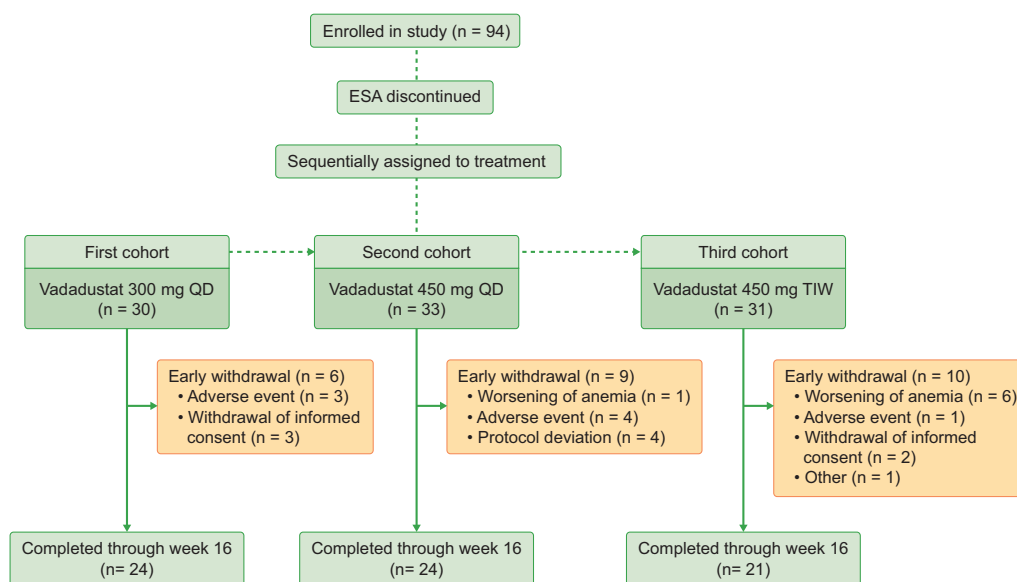 Enrolled in study (n = 94)
ESA discontinued
Sequentially assigned to treatment
First cohort
Vadadustat 300 mg QD
(n = 30)
Second cohort
Vadadustat 450 mg QD
(n = 33)
Third cohort
Vadadustat 450 mg TIW
(n = 31)
Early withdrawal (n = 6)
• Adverse event (n = 3)
• Withdrawal of informed
consent (n = 3)
Early withdrawal (n = 9)
• Worsening of anemia (n = 1)
• Adverse event (n = 4)
• Protocol deviation (n = 4)
Early withdrawal (n = 10)
• Worsening of anemia (n = 6)
• Adverse event (n = 1)
• Withdrawal of informed
consent (n = 2)
• Other (n = 1)
Completed through week 16
(n= 24)
Completed through week 16
(n= 24)
Completed through week 16
(n= 21)